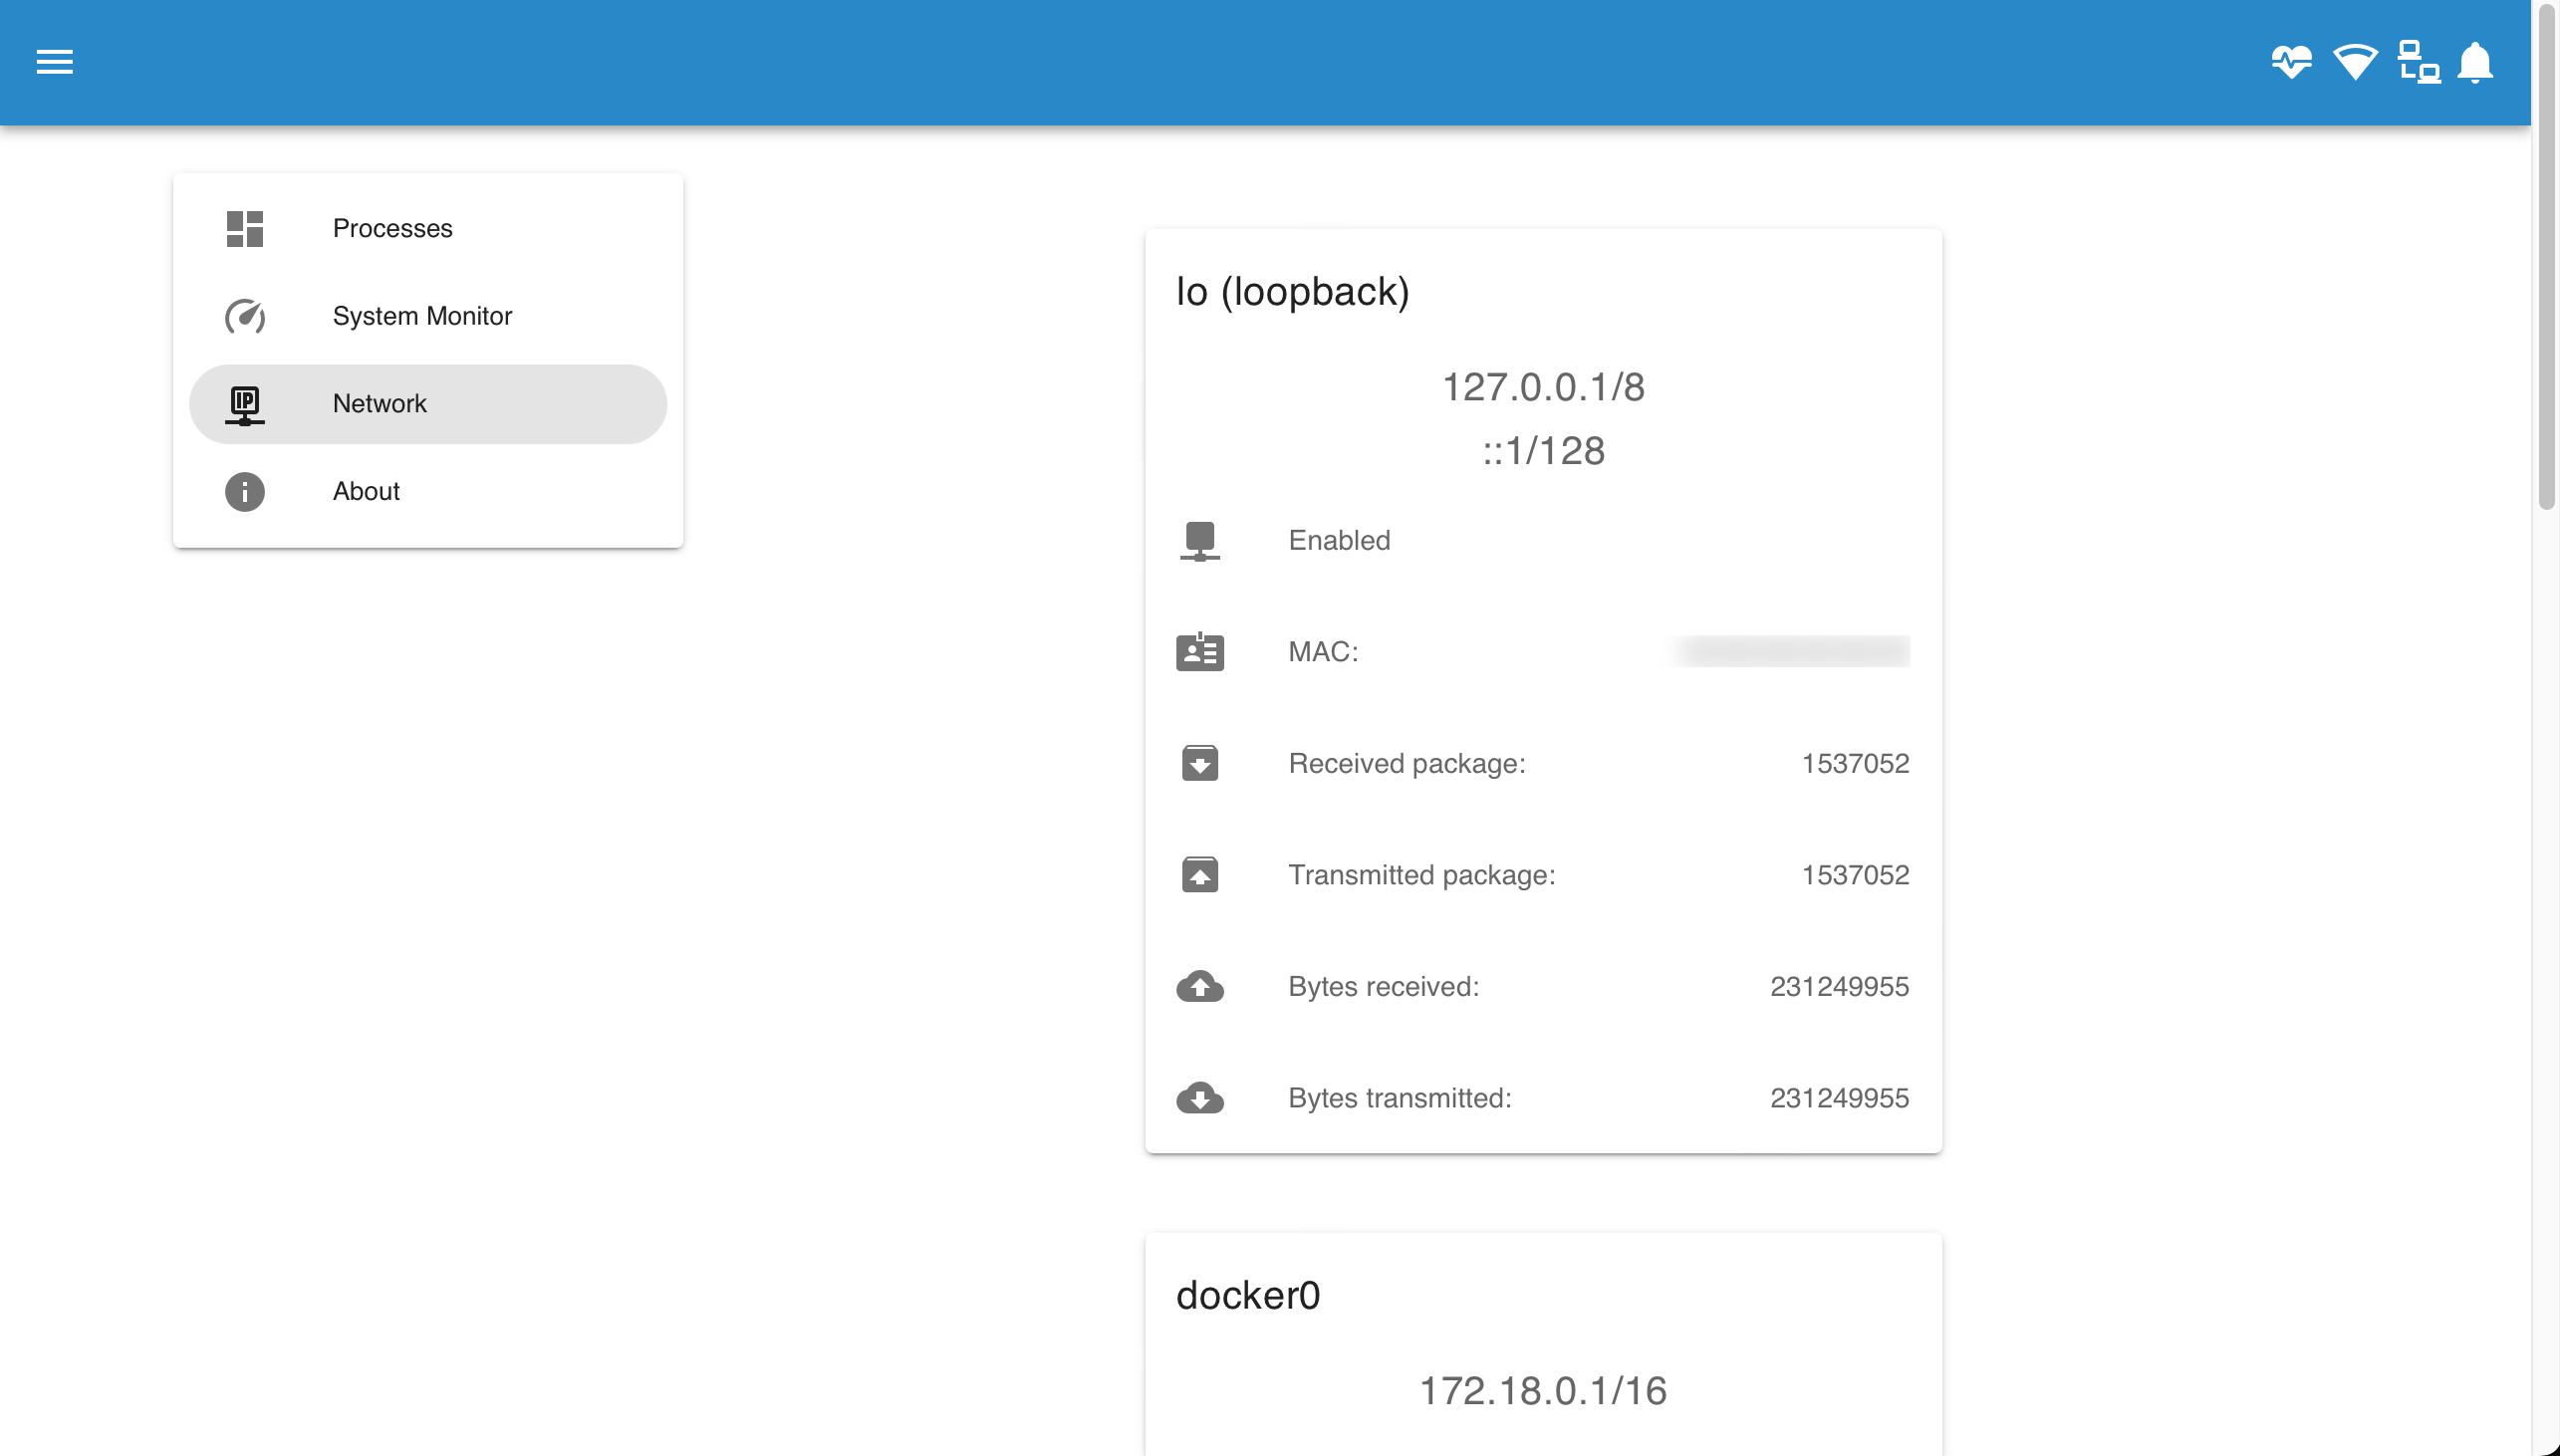 Processes
System Monitor
Network
About
lo (loopback)
127.0.0.1/8
::1/128
Enabled
MAC:
Received package: 1537052
Transmitted package: 1537052
Bytes received: 231249955
Bytes transmitted: 231249955
docker0
172.18.0.1/16